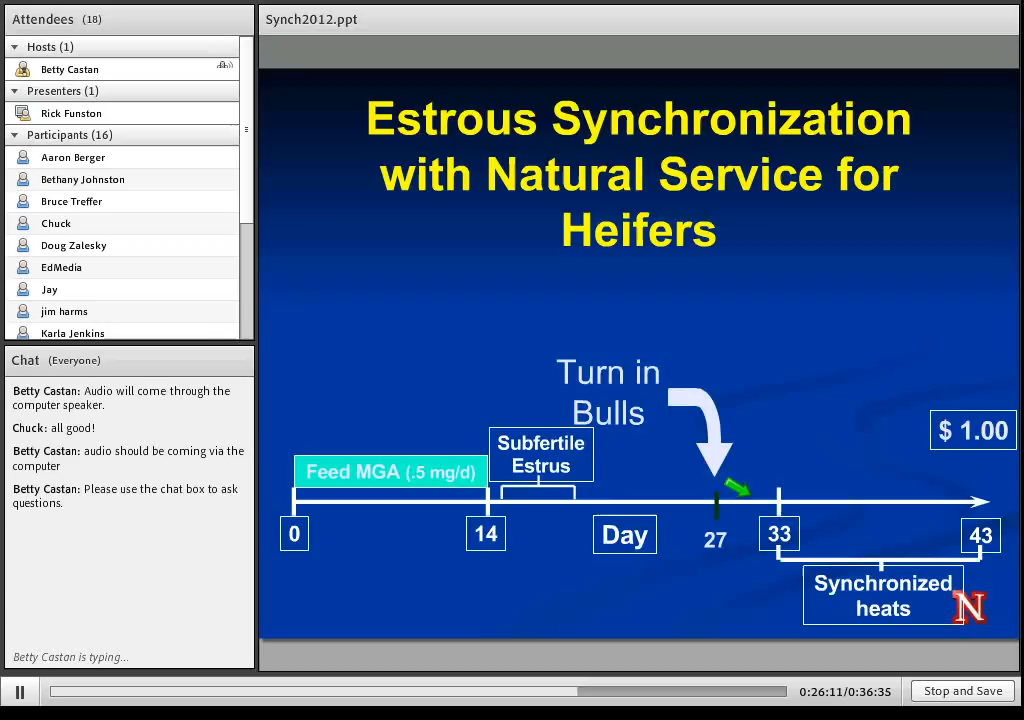 Attendees (18)
Hosts (1)
Betty Castan
Presenters (1)
Rick Funston
Participants (16)
Aaron Berger
Bethany Johnston
Bruce Treffer
Chuck
Doug Zalesky
EdMedia
Jay
jim harms
Karla Jenkins
Chat (Everyone)
Betty Castan: Audio will come through the
computer speaker.
Chuck: all good!
Betty Castan: audio should be coming via the
computer
Betty Castan: Please use the chat box to ask
questions.
Betty Castan is typing...
Synch2012.ppt
Estrous Synchronization
with Natural Service for
Heifers
Turn in
Bulls
$ 1.00
Subfertile
Estrus
Feed MGA (.5 mg/d)
0
14
Day
27
33
43
Synchronized
heats
N
0:26:11/0:36:35
Stop and Save